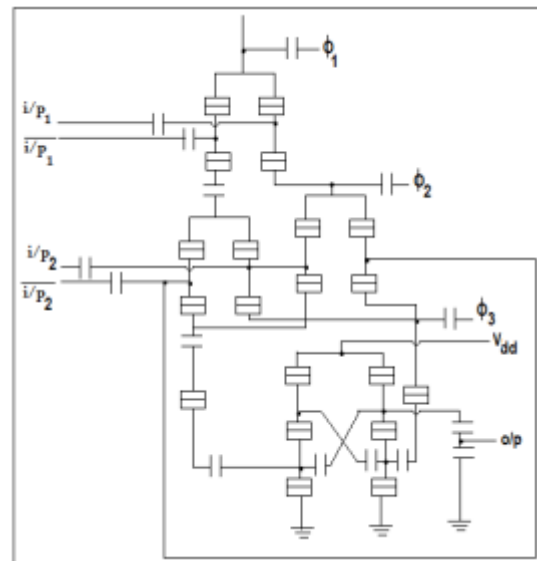 ϕ₁
i/p₁
i/p₁
ϕ₂
i/p₂
i/p₂
ϕ₃
Vdd
o/p